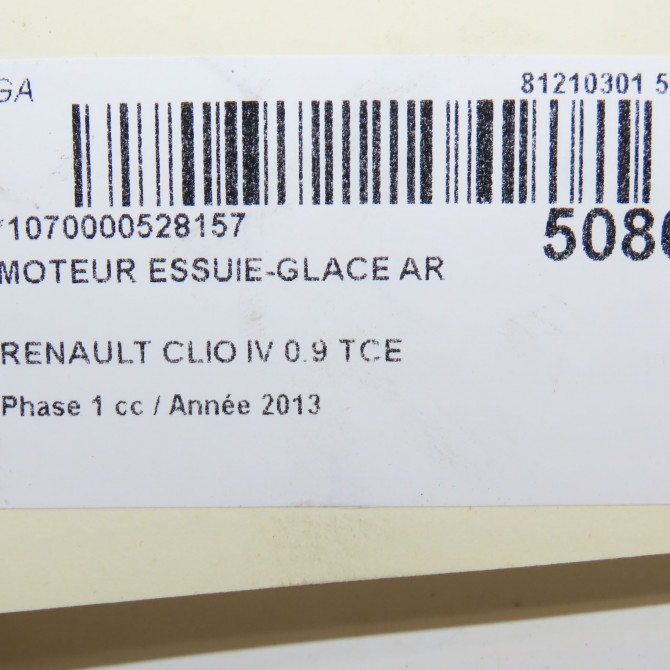 GA 81210301 5
*1070000528157 508
MOTEUR ESSUIE-GLACE AR
RENAULT CLIO IV 0.9 TCE
Phase 1 cc / Année 2013